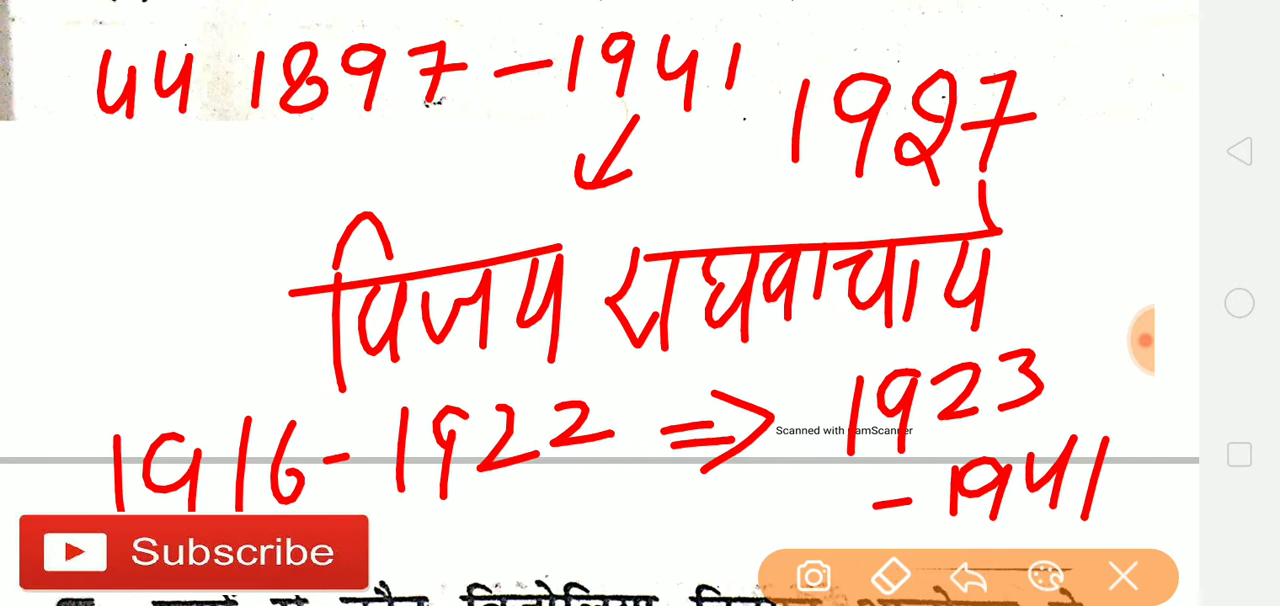 44 1897-1941 1927
विजय राघवाचार्य
1916-1922 ⇒ 1923
-1941
Scanned with CamScanner
Subscribe
बिजोलिया किसान